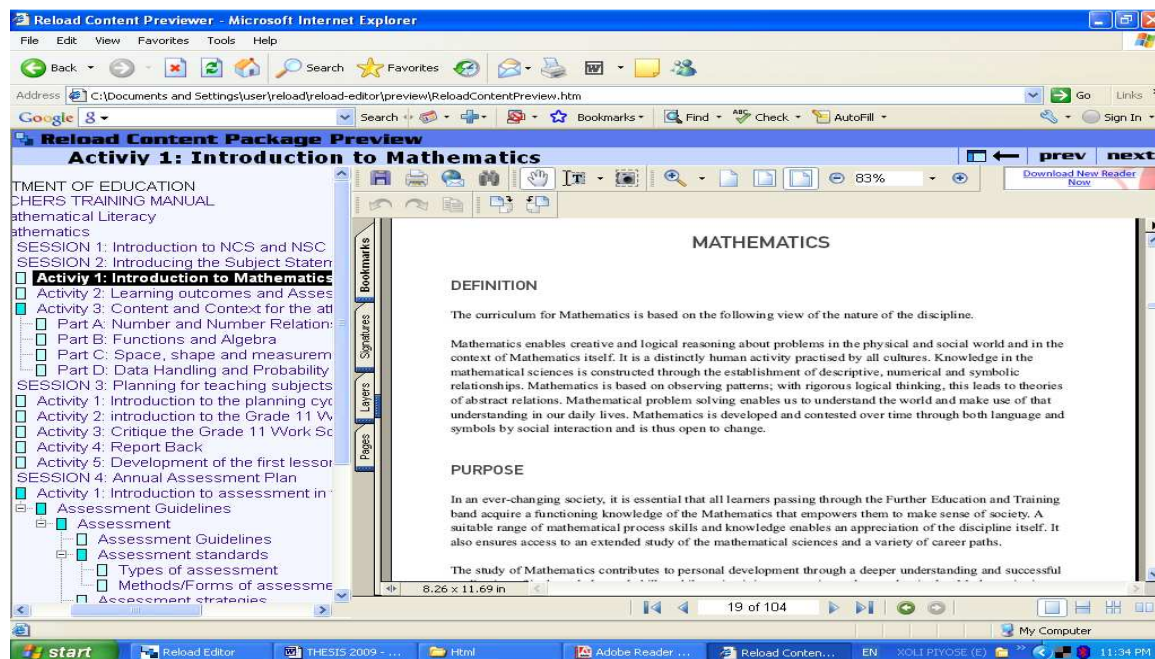 Reload Content Previewer - Microsoft Internet Explorer
File Edit View Favorites Tools Help
Back Search Favorites
Address C:\Documents and Settings\user\reload\reload-editor\preview\ReloadContentPreview.htm Go Links
Google Search Bookmarks Find Check AutoFill Sign In
Reload Content Package Preview
Activiy 1: Introduction to Mathematics prev next
TMENT OF EDUCATION
CHERS TRAINING MANUAL
athematical Literacy
athematics
SESSION 1: Introduction to NCS and NSC
SESSION 2: Introducing the Subject Statem
Activiy 1: Introduction to Mathematics
Activity 2: Learning outcomes and Asses
Activity 3: Content and Context for the att
Part A: Number and Number Relation
Part B: Functions and Algebra
Part C: Space, shape and measurem
Part D: Data Handling and Probability
SESSION 3: Planning for teaching subjects
Activity 1: Introduction to the planning cyc
Activity 2: introduction to the Grade 11 W
Activity 3: Critique the Grade 11 Work Sc
Activity 4: Report Back
Activity 5: Development of the first lesson
SESSION 4: Annual Assessment Plan
Activity 1: Introduction to assessment in
Assessment Guidelines
Assessment
Assessment Guidelines
Assessment standards
Types of assessment
Methods/Forms of assessme
Assessment strategies
83%
Download New Reader
Now
Bookmarks
Signatures
Layers
Pages
MATHEMATICS
DEFINITION
The curriculum for Mathematics is based on the following view of the nature of the discipline.
Mathematics enables creative and logical reasoning about problems in the physical and social world and in the
context of Mathematics itself. It is a distinctly human activity practised by all cultures. Knowledge in the
mathematical sciences is constructed through the establishment of descriptive, numerical and symbolic
relationships. Mathematics is based on observing patterns; with rigorous logical thinking, this leads to theories
of abstract relations. Mathematical problem solving enables us to understand the world and make use of that
understanding in our daily lives. Mathematics is developed and contested over time through both language and
symbols by social interaction and is thus open to change.
PURPOSE
In an ever-changing society, it is essential that all learners passing through the Further Education and Training
band acquire a functioning knowledge of the Mathematics that empowers them to make sense of society. A
suitable range of mathematical process skills and knowledge enables an appreciation of the discipline itself. It
also ensures access to an extended study of the mathematical sciences and a variety of career paths.
The study of Mathematics contributes to personal development through a deeper understanding and successful
8.26 x 11.69 in
19 of 104
My Computer
start Reload Editor THESIS 2009 - ... Html Adobe Reader ... Reload Conten... EN XOLI PIYOSE (E) 11:34 PM